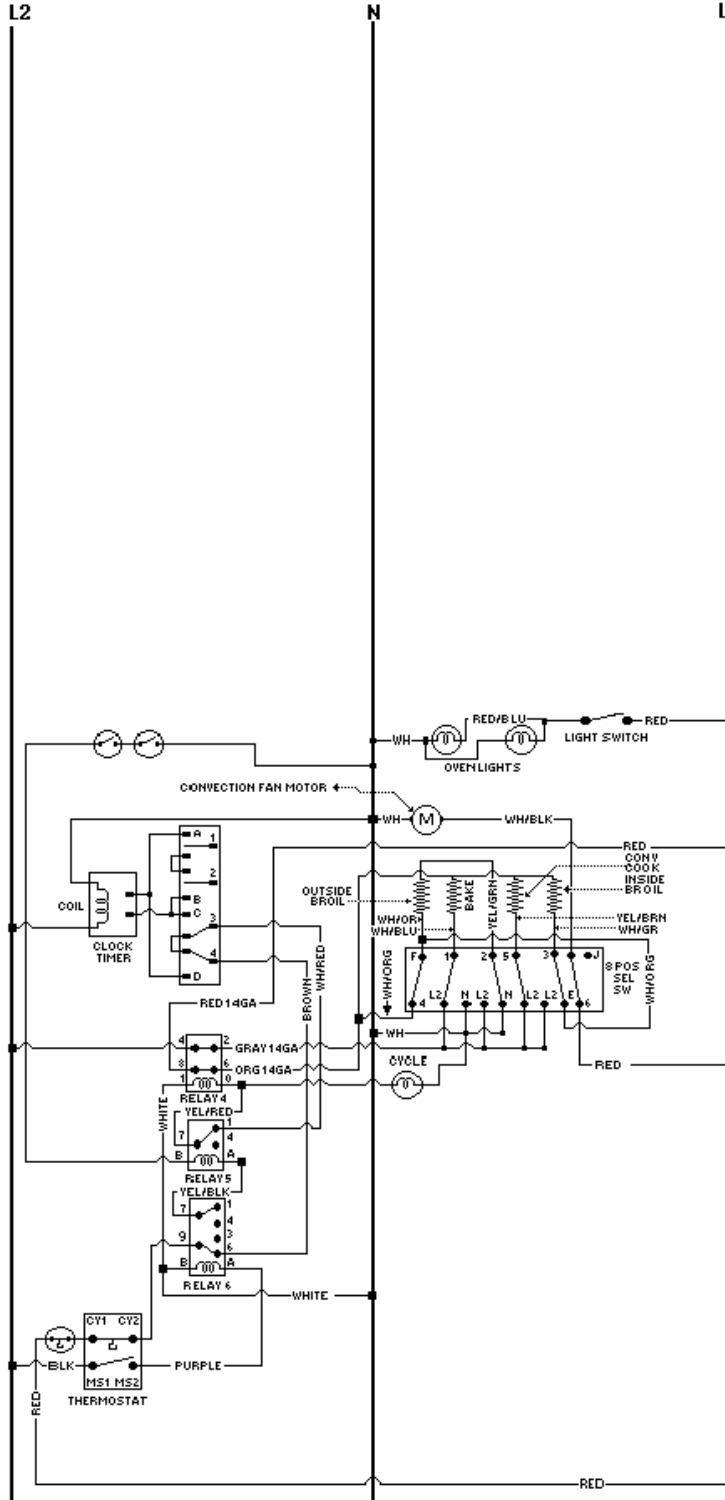 L2 N L
RED/BLU
WH
RED
LIGHT SWITCH
OVEN LIGHTS
CONVECTION FAN MOTOR
WH
M
WH/BLK
A
1
RED
CONV
COOK
INSIDE
BROIL
2
OUTSIDE
BROIL
BAKE
YEL/GRN
COIL
B
C
CLOCK
TIMER
3
WH/OR
WH/BLU
YEL/BRN
WH/GR
4
D
WH/RED
BROWN
WH/ORG
F 1 2 5 3 J
8 POS
SEL
SW
WH/ORG
4 L2 N L2 N L2 L2 E 6
RED 14GA
WH
4 2 GRAY 14GA
8 6 ORG 14GA
1 0
RELAY 4
CYCLE
RED
WHITE
YEL/RED
7 1
4
B A
RELAY 5
YEL/BLK
7 1
4
3
9 6
B A
RELAY 6
WHITE
CY1 CY2
BLK
PURPLE
MS1 MS2
THERMOSTAT
RED
RED